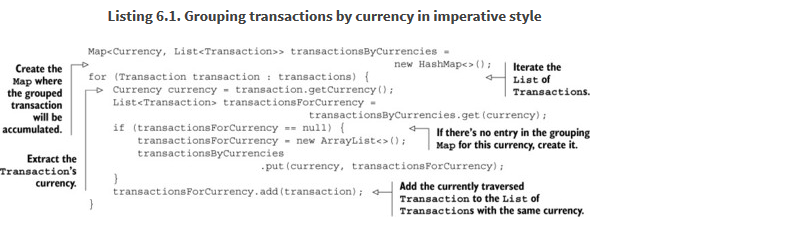 Listing 6.1. Grouping transactions by currency in imperative style
Map<Currency, List<Transaction>> transactionsByCurrencies =
new HashMap<>();
for (Transaction transaction : transactions) {
Currency currency = transaction.getCurrency();
List<Transaction> transactionsForCurrency =
transactionsByCurrencies.get(currency);
if (transactionsForCurrency == null) {
transactionsForCurrency = new ArrayList<>();
transactionsByCurrencies
.put(currency, transactionsForCurrency);
}
transactionsForCurrency.add(transaction);
}
Create the
Map where
the grouped
transaction
will be
accumulated.
Extract the
Transaction's
currency.
Iterate the
List of
Transactions.
If there's no entry in the grouping
Map for this currency, create it.
Add the currently traversed
Transaction to the List of
Transactions with the same currency.